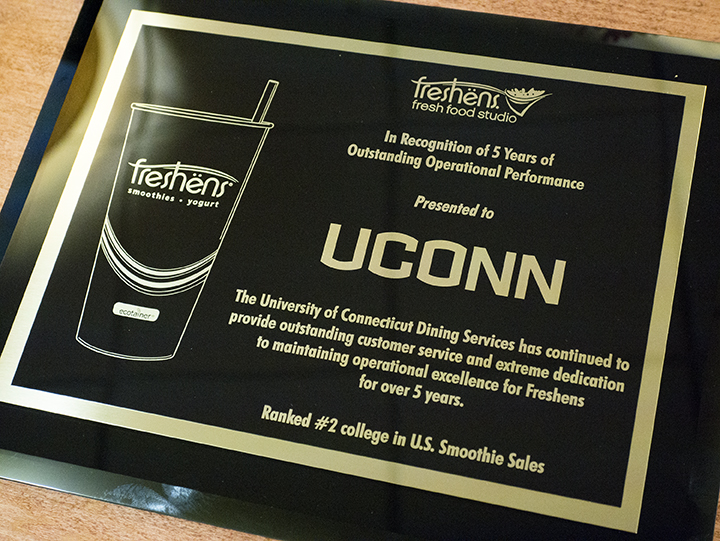 freshëns.
fresh food studio
In Recognition of 5 Years of
Outstanding Operational Performance
Presented to
UCONN
The University of Connecticut Dining Services has continued to
provide outstanding customer service and extreme dedication
to maintaining operational excellence for Freshens
for over 5 years.
Ranked #2 college in U.S. Smoothie Sales
freshëns®
smoothies • yogurt
ecotainer